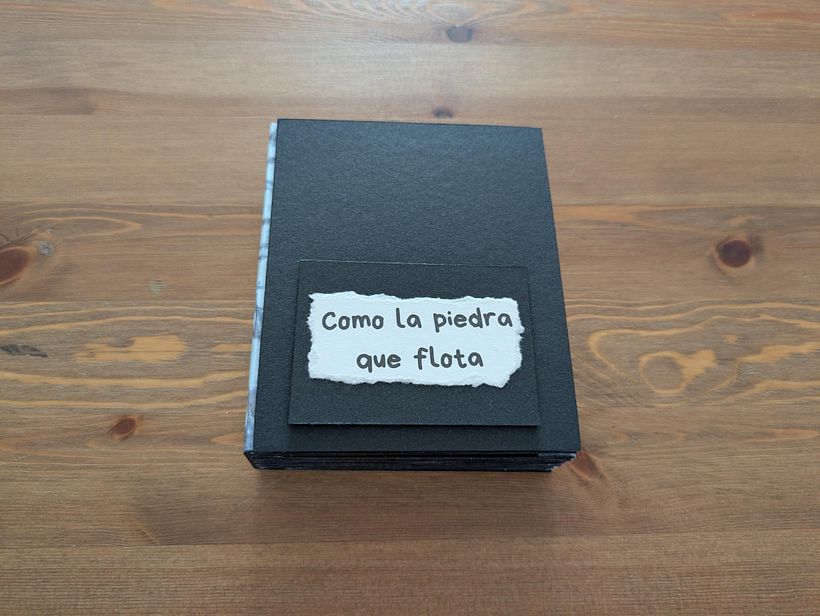 Como la piedra
que flota